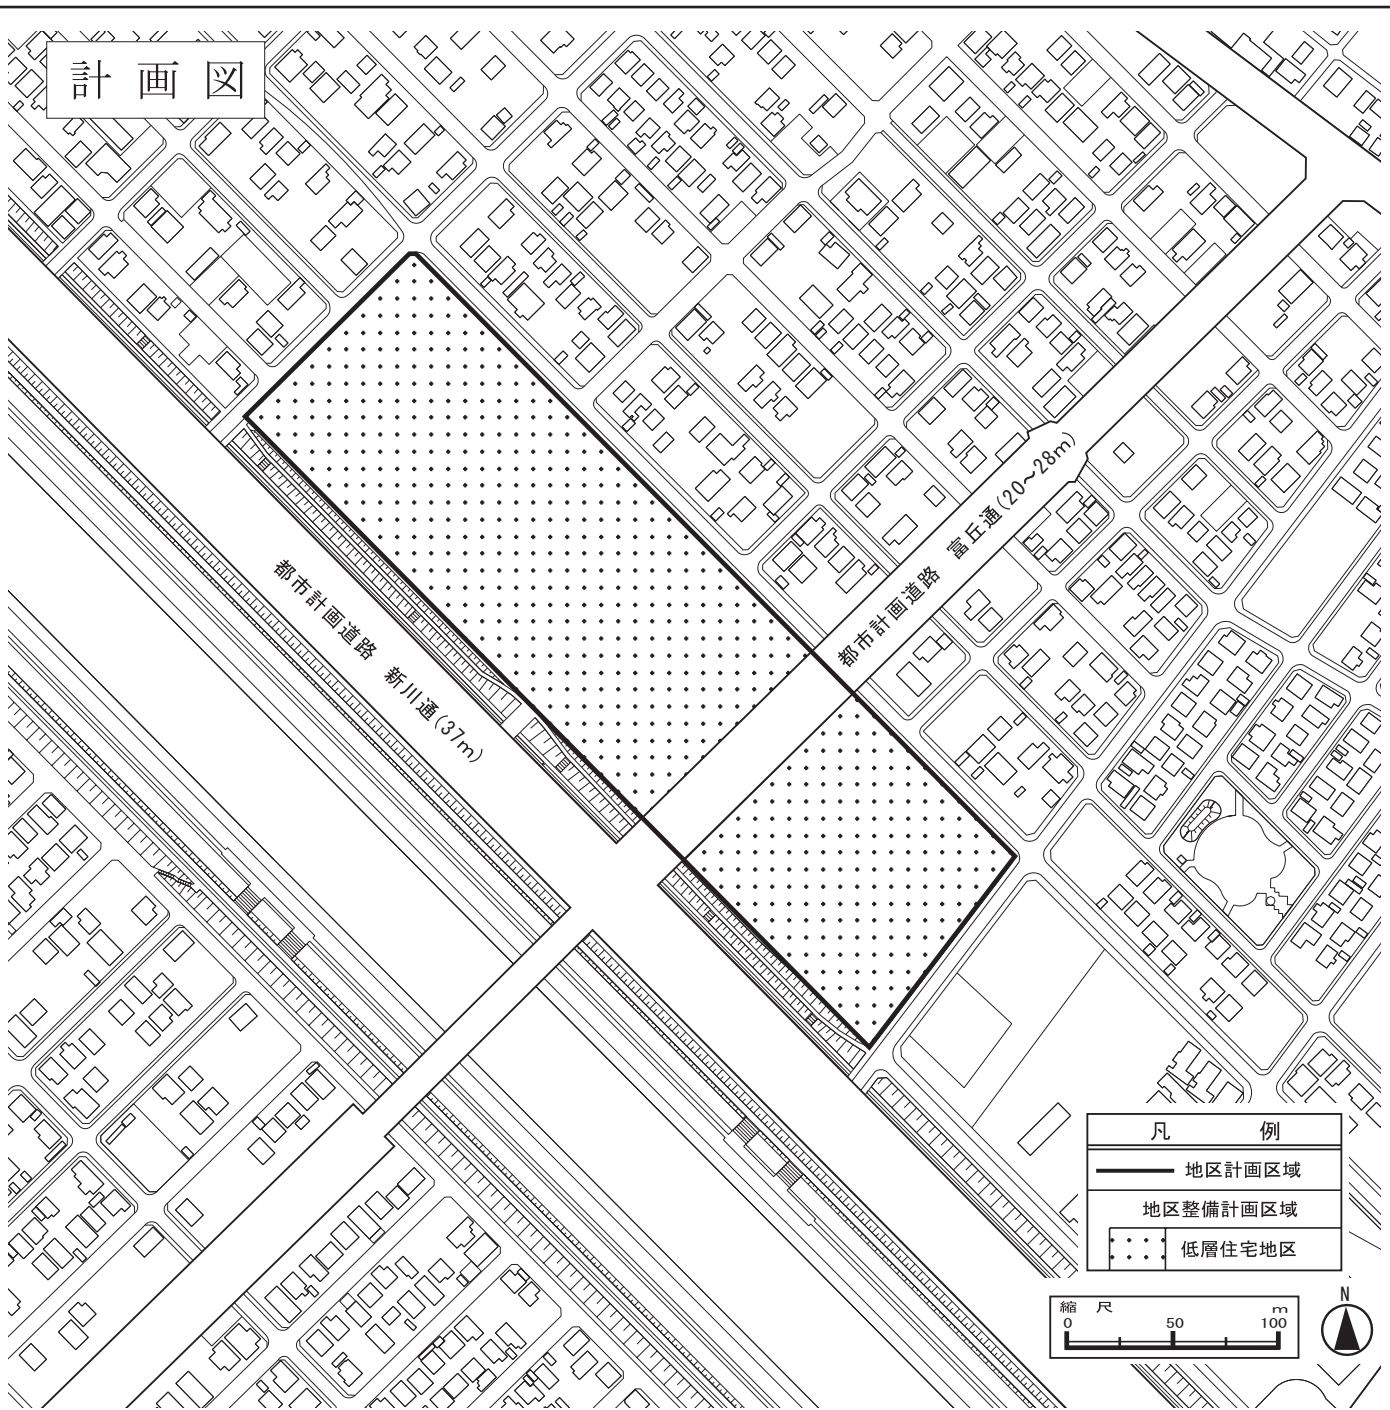 計画図
都市計画道路　富丘通(20～28m)
都市計画道路　新川通(37m)
凡　例
地区計画区域
地区整備計画区域
低層住宅地区
縮　尺　m
0　50　100
N